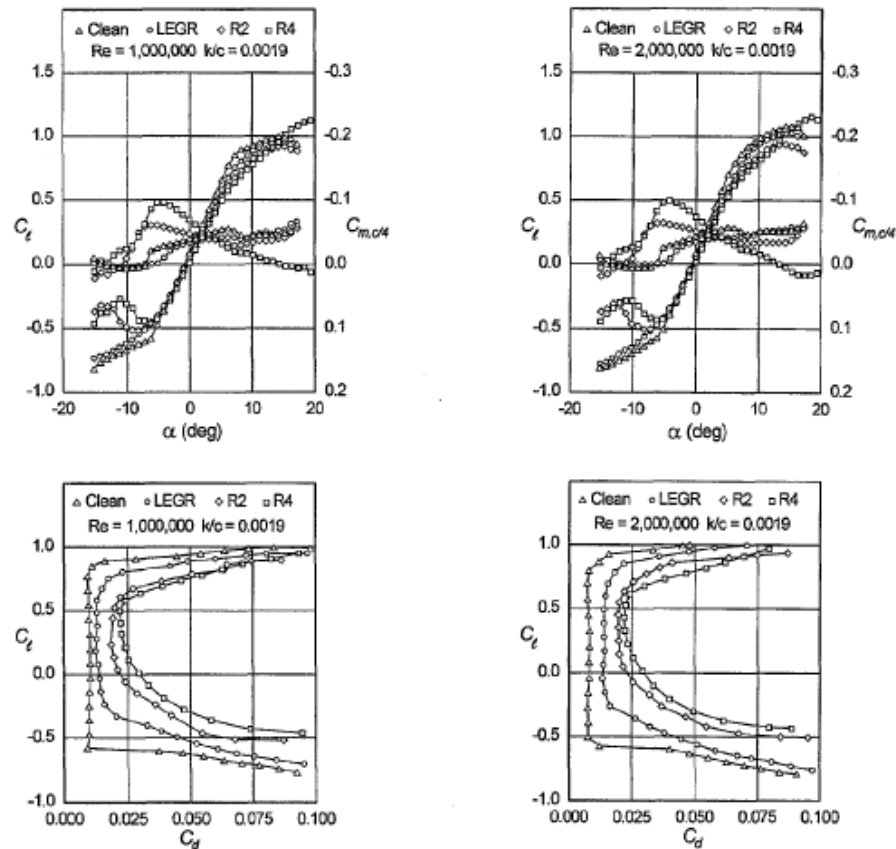 △ Clean ○ LEGR ◇ R2 □ R4
Re = 1,000,000 k/c = 0.0019
1.5
1.0
0.5
0.0
-0.5
-1.0
C_ℓ
-0.3
-0.2
-0.1
0.0
0.1
0.2
C_m,c/4
-20 -10 0 10 20
α (deg)
△ Clean ○ LEGR ◇ R2 □ R4
Re = 2,000,000 k/c = 0.0019
1.5
1.0
0.5
0.0
-0.5
-1.0
C_ℓ
-0.3
-0.2
-0.1
0.0
0.1
0.2
C_m,c/4
-20 -10 0 10 20
α (deg)
△ Clean ○ LEGR ◇ R2 □ R4
Re = 1,000,000 k/c = 0.0019
1.0
0.5
0.0
-0.5
-1.0
C_ℓ
0.000 0.025 0.050 0.075 0.100
C_d
△ Clean ○ LEGR ◇ R2 □ R4
Re = 2,000,000 k/c = 0.0019
1.0
0.5
0.0
-0.5
-1.0
C_ℓ
0.000 0.025 0.050 0.075 0.100
C_d